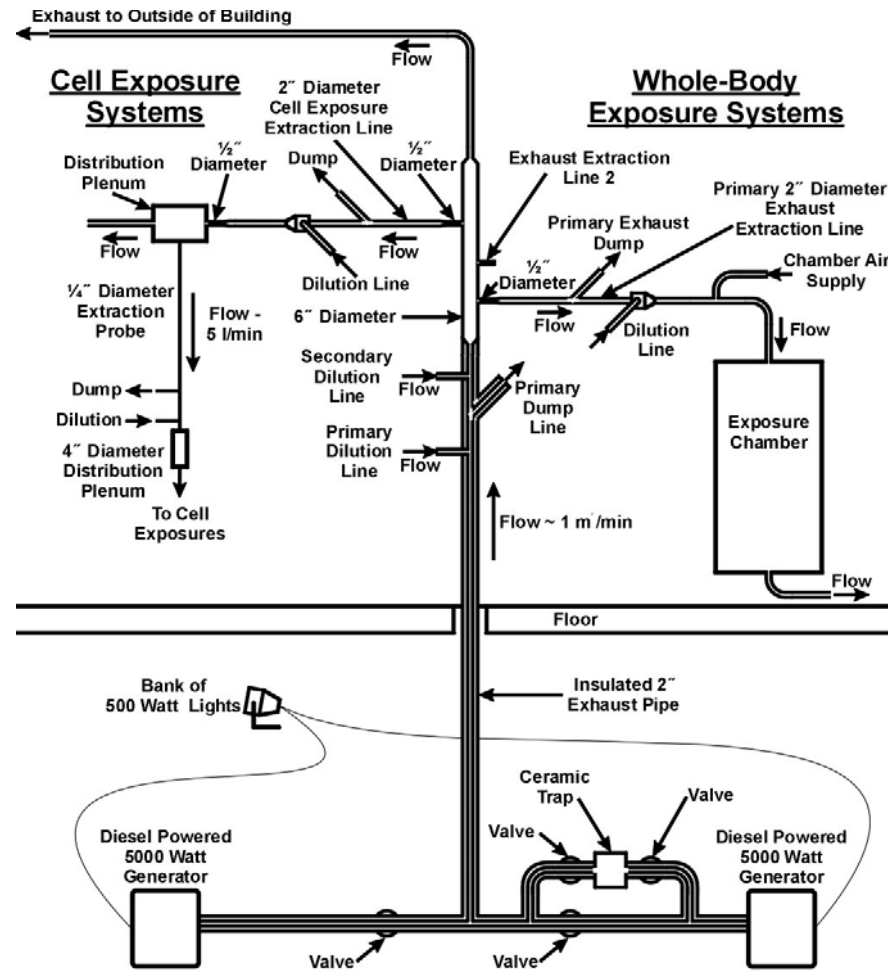 Exhaust to Outside of Building
Flow
Cell Exposure
Systems
Whole-Body
Exposure Systems
2″ Diameter
Cell Exposure
Extraction Line
½″
Diameter
Distribution
Plenum
Dump
½″
Diameter
Exhaust Extraction
Line 2
Primary 2″ Diameter
Exhaust
Extraction Line
Primary Exhaust
Dump
Chamber Air
Supply
Flow
Flow
Dilution Line
½″
Diameter
Flow
Dilution
Line
Flow
¼″ Diameter
Extraction
Probe
Flow -
5 l/min
6″ Diameter
Secondary
Dilution
Line
Flow
Primary
Dump
Line
Dump
Dilution
Primary
Dilution
Line
Flow
Exposure
Chamber
4″ Diameter
Distribution
Plenum
To Cell
Exposures
Flow ~ 1 m³/min
Flow
Floor
Bank of
500 Watt Lights
Insulated 2″
Exhaust Pipe
Ceramic
Trap
Valve
Valve
Diesel Powered
5000 Watt
Generator
Diesel Powered
5000 Watt
Generator
Valve
Valve